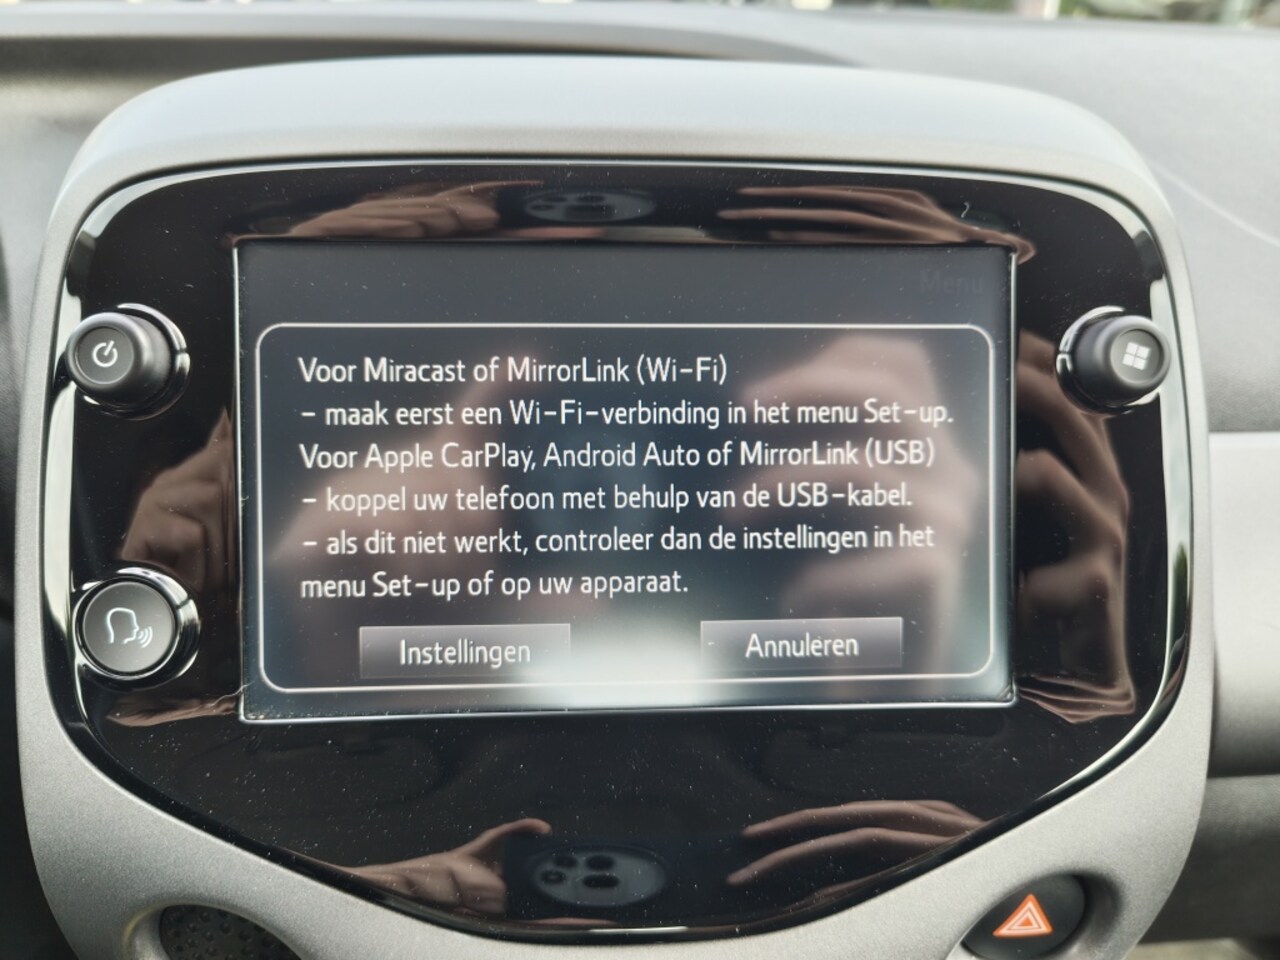 Menu
Voor Miracast of MirrorLink (Wi-Fi)
- maak eerst een Wi-Fi-verbinding in het menu Set-up.
Voor Apple CarPlay, Android Auto of MirrorLink (USB)
- koppel uw telefoon met behulp van de USB-kabel.
- als dit niet werkt, controleer dan de instellingen in het
menu Set-up of op uw apparaat.
Instellingen
Annuleren